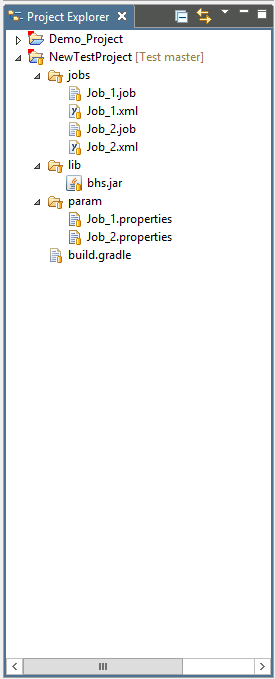 Project Explorer
Demo_Project
NewTestProject [Test master]
jobs
Job_1.job
Job_1.xml
Job_2.job
Job_2.xml
lib
bhs.jar
param
Job_1.properties
Job_2.properties
build.gradle